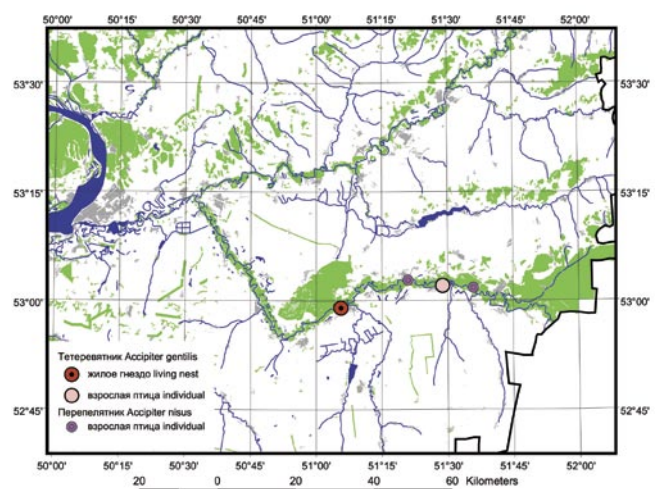 50°00' 50°15' 50°30' 50°45' 51°00' 51°15' 51°30' 51°45' 52°00'
53°30' 53°30'
53°15' 53°15'
53°00' 53°00'
Тетеревятник Accipiter gentilis
жилое гнездо living nest
взрослая птица individual
Перепелятник Accipiter nisus
взрослая птица individual
52°45' 52°45'
50°00' 50°15' 50°30' 50°45' 51°00' 51°15' 51°30' 51°45' 52°00'
20 0 20 40 60 Kilometers